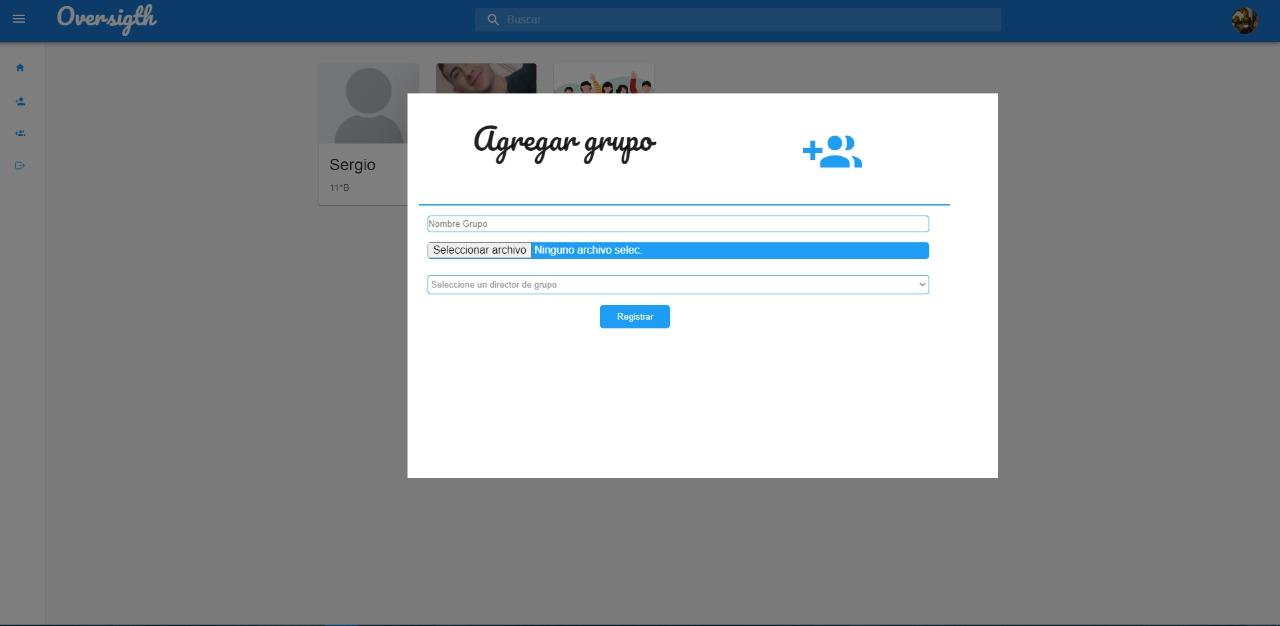 Oversigth
Buscar
Sergio
11°B
Agregar grupo
Nombre Grupo
Seleccionar archivo Ninguno archivo selec.
Seleccione un director de grupo
Registrar